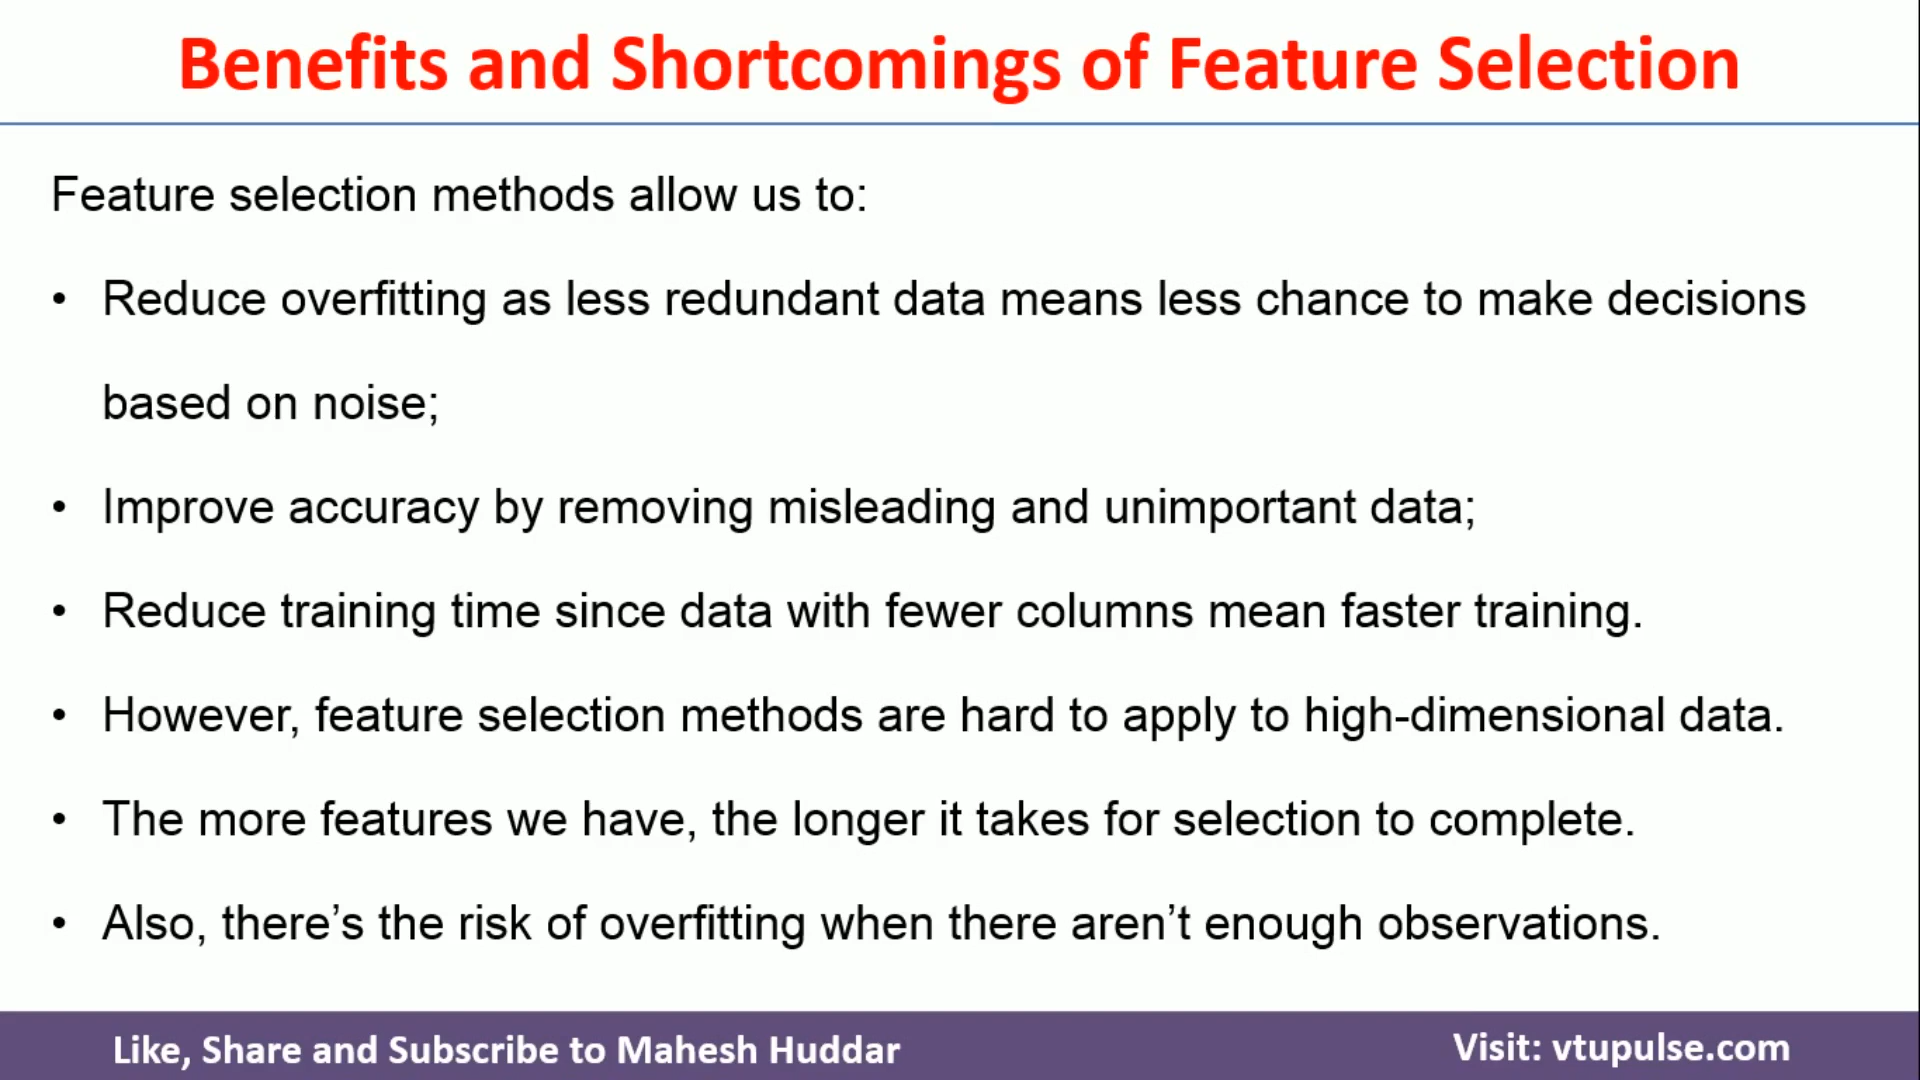 Benefits and Shortcomings of Feature Selection
Feature selection methods allow us to:
• Reduce overfitting as less redundant data means less chance to make decisions
based on noise;
• Improve accuracy by removing misleading and unimportant data;
• Reduce training time since data with fewer columns mean faster training.
• However, feature selection methods are hard to apply to high-dimensional data.
• The more features we have, the longer it takes for selection to complete.
• Also, there’s the risk of overfitting when there aren’t enough observations.
Like, Share and Subscribe to Mahesh Huddar
Visit: vtupulse.com